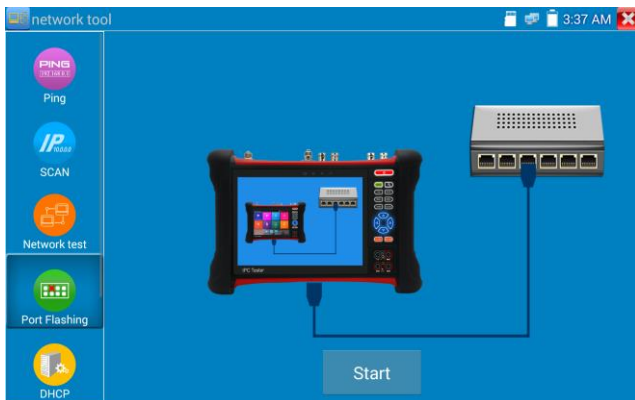 network tool
3:37 AM
PING
Ping
IP
SCAN
Network test
Port Flashing
DHCP
IPC Tester
Start